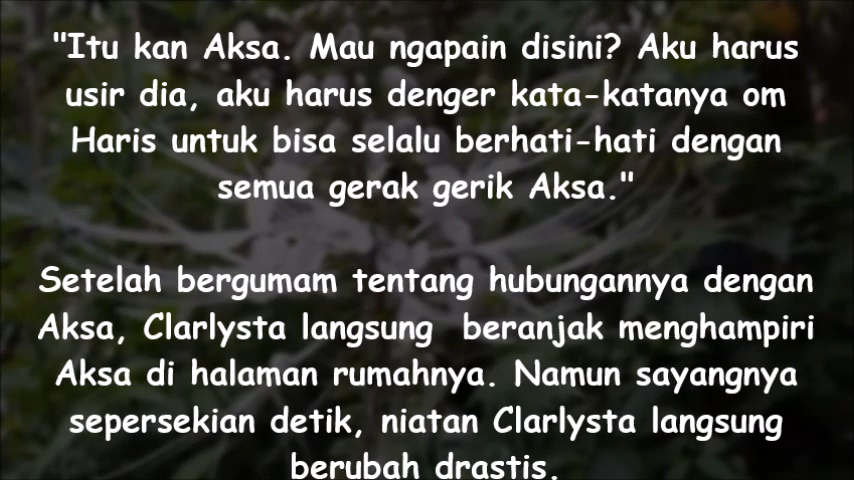 "Itu kan Aksa. Mau ngapain disini? Aku harus
usir dia, aku harus denger kata-katanya om
Haris untuk bisa selalu berhati-hati dengan
semua gerak gerik Aksa."
Setelah bergumam tentang hubungannya dengan
Aksa, Clarlysta langsung  beranjak menghampiri
Aksa di halaman rumahnya. Namun sayangnya
sepersekian detik, niatan Clarlysta langsung
berubah drastis.